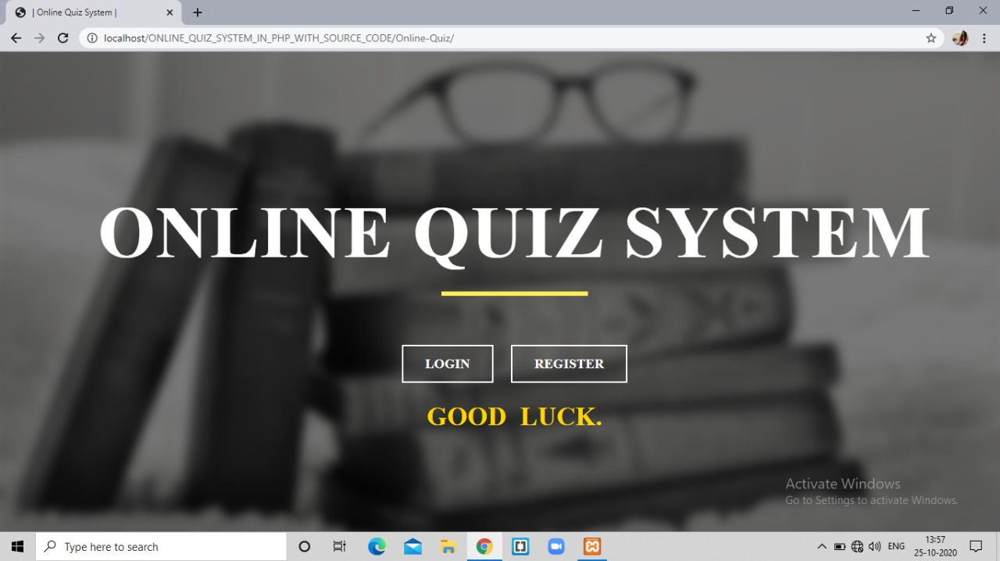 | Online Quiz System |
localhost/ONLINE_QUIZ_SYSTEM_IN_PHP_WITH_SOURCE_CODE/Online-Quiz/
ONLINE QUIZ SYSTEM
LOGIN REGISTER
GOOD LUCK.
Activate Windows
Go to Settings to activate Windows.
Type here to search
ENG
13:57
25-10-2020